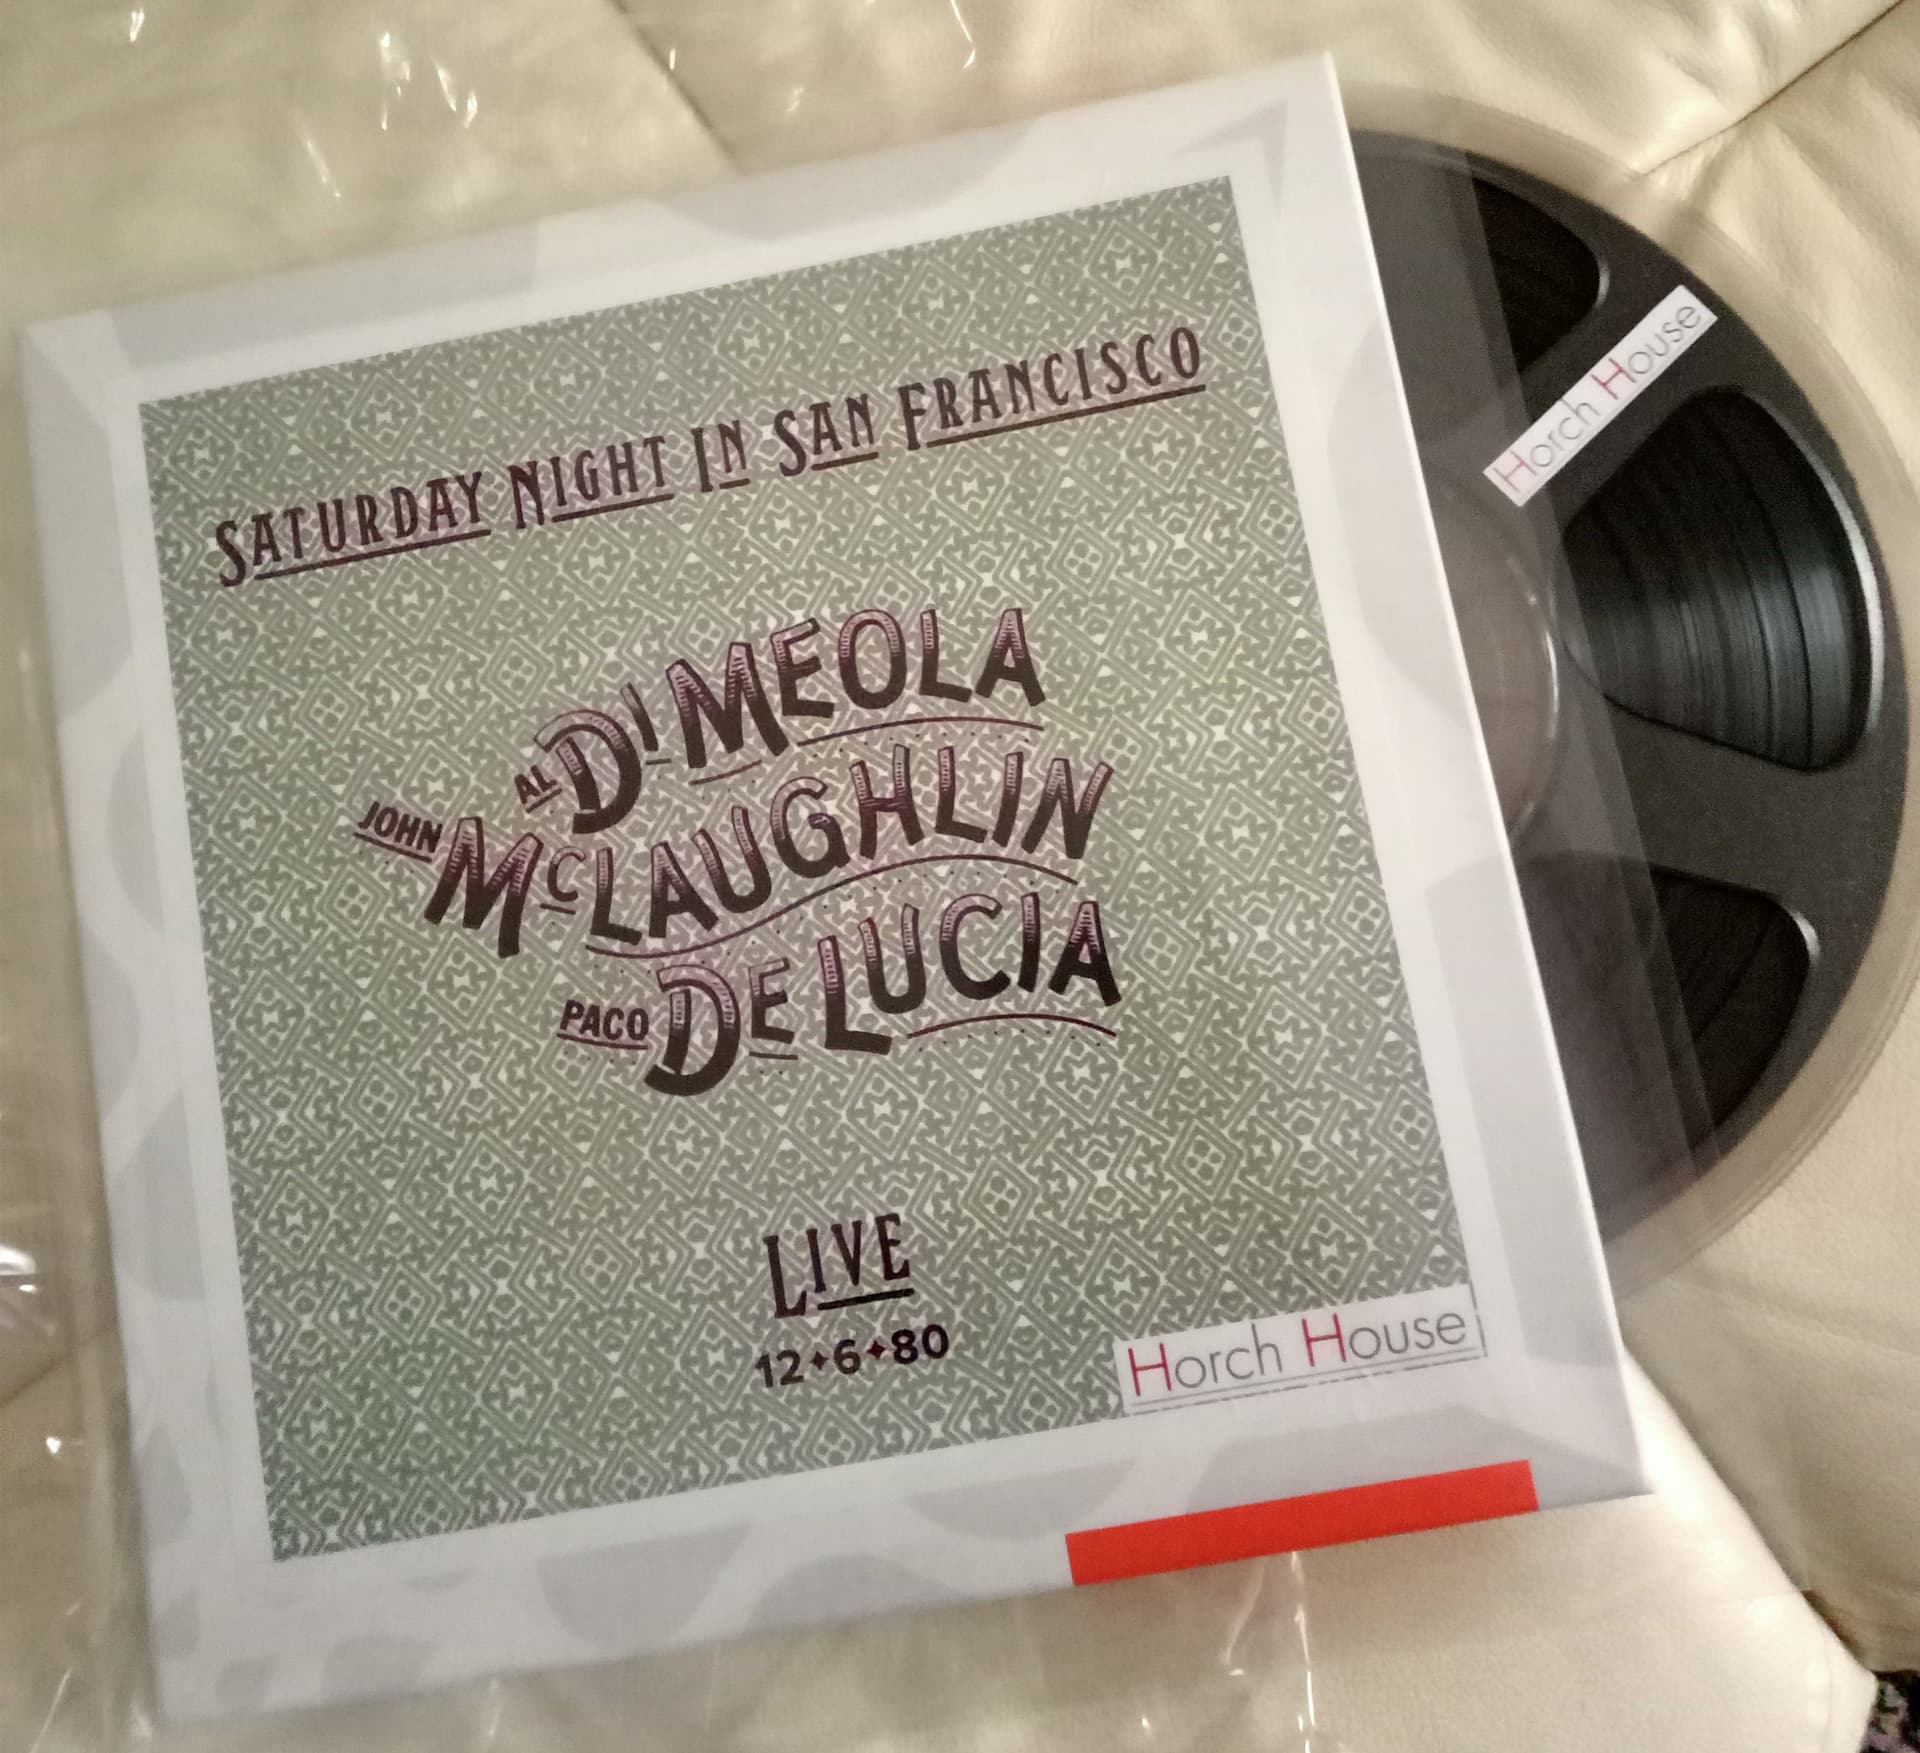 SATURDAY NIGHT IN SAN FRANCISCO
AL DI MEOLA
JOHN MCLAUGHLIN
PACO DE LUCIA
LIVE
12✦6✦80
Horch House
Horch House